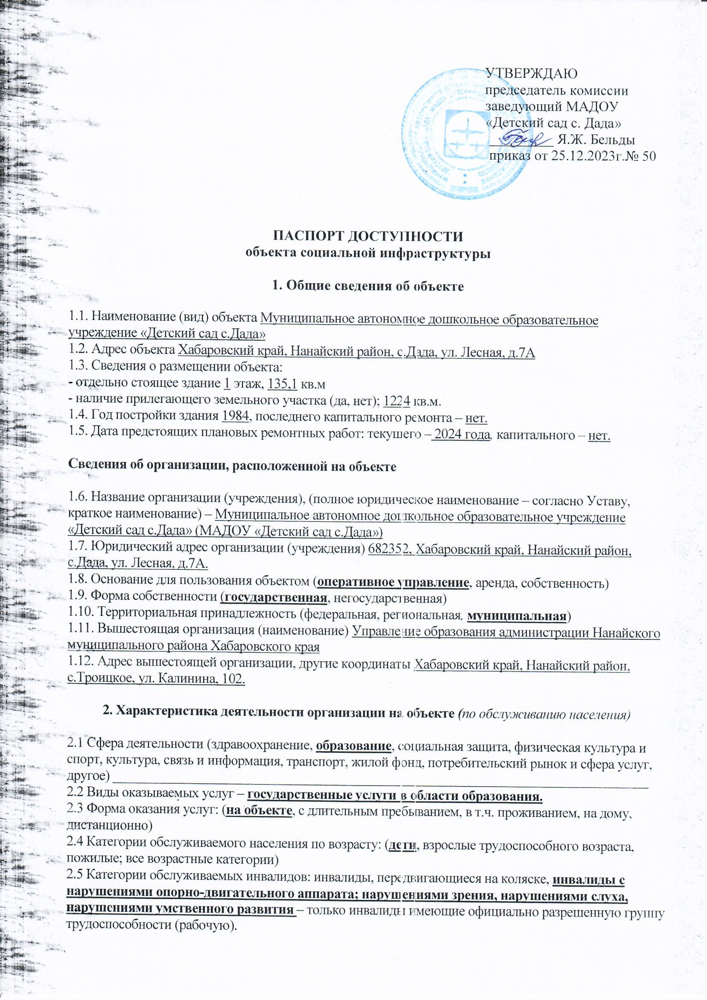 УТВЕРЖДАЮ
председатель комиссии
заведующий МАДОУ
«Детский сад с. Дада»
Я.Ж. Бельды
приказ от 25.12.2023г.№ 50
ПАСПОРТ ДОСТУПНОСТИ
объекта социальной инфраструктуры
1. Общие сведения об объекте
1.1. Наименование (вид) объекта Муниципальное автономное дошкольное образовательное
учреждение «Детский сад с.Дада»
1.2. Адрес объекта Хабаровский край, Нанайский район, с.Дада, ул. Лесная, д.7А
1.3. Сведения о размещении объекта:
- отдельно стоящее здание 1 этаж, 135,1 кв.м
- наличие прилегающего земельного участка (да, нет); 1224 кв.м.
1.4. Год постройки здания 1984, последнего капитального ремонта – нет.
1.5. Дата предстоящих плановых ремонтных работ: текушего – 2024 года, капитального – нет.
Сведения об организации, расположенной на объекте
1.6. Название организации (учреждения), (полное юридическое наименование – согласно Уставу,
краткое наименование) – Муниципальное автономное дошкольное образовательное учреждение
«Детский сад с.Дада» (МАДОУ «Детский сад с.Дада»)
1.7. Юридический адрес организации (учреждения) 682352, Хабаровский край, Нанайский район,
с.Дада, ул. Лесная, д.7А.
1.8. Основание для пользования объектом (оперативное управление, аренда, собственность)
1.9. Форма собственности (государственная, негосударственная)
1.10. Территориальная принадлежность (федеральная, региональная, муниципальная)
1.11. Вышестоящая организация (наименование) Управление образования администрации Нанайского
муниципального района Хабаровского края
1.12. Адрес вышестоящей организации, другие координаты Хабаровский край, Нанайский район,
с.Троицкое, ул. Калинина, 102.
2. Характеристика деятельности организации на объекте (по обслуживанию населения)
2.1 Сфера деятельности (здравоохранение, образование, социальная защита, физическая культура и
спорт, культура, связь и информация, транспорт, жилой фонд, потребительский рынок и сфера услуг,
другое)
2.2 Виды оказываемых услуг – государственные услуги в области образования.
2.3 Форма оказания услуг: (на объекте, с длительным пребыванием, в т.ч. проживанием, на дому,
дистанционно)
2.4 Категории обслуживаемого населения по возрасту: (дети, взрослые трудоспособного возраста,
пожилые; все возрастные категории)
2.5 Категории обслуживаемых инвалидов: инвалиды, передвигающиеся на коляске, инвалиды с
нарушениями опорно-двигательного аппарата; нарушениями зрения, нарушениями слуха,
нарушениями умственного развития – только инвалиды имеющие официально разрешенную группу
трудоспособности (рабочую).